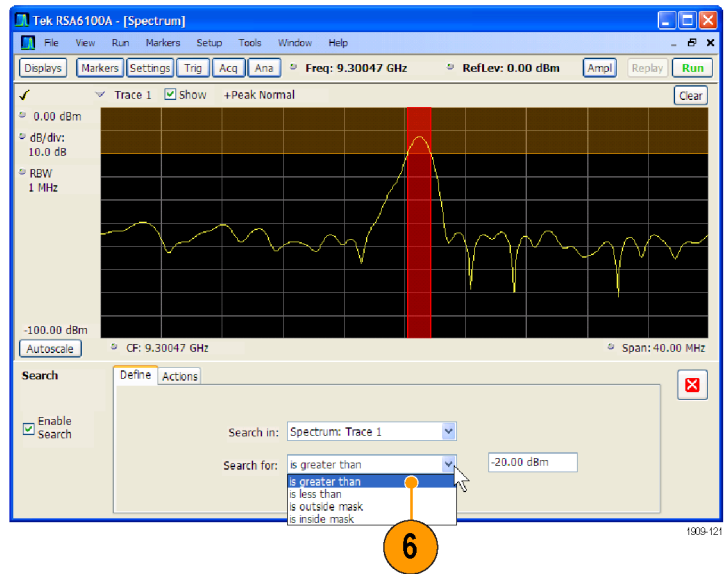 Tek RSA6100A - [Spectrum]
File View Run Markers Setup Tools Window Help
Displays Markers Settings Trig Acq Ana Freq: 9.30047 GHz RefLev: 0.00 dBm Ampl Replay Run
Trace 1 Show +Peak Normal Clear
0.00 dBm
dB/div:
10.0 dB
RBW
1 MHz
-100.00 dBm
Autoscale CF: 9.30047 GHz Span: 40.00 MHz
Search Define Actions
Enable
Search
Search in: Spectrum: Trace 1
Search for: is greater than -20.00 dBm
is greater than
is less than
is outside mask
is inside mask
6
1909-121